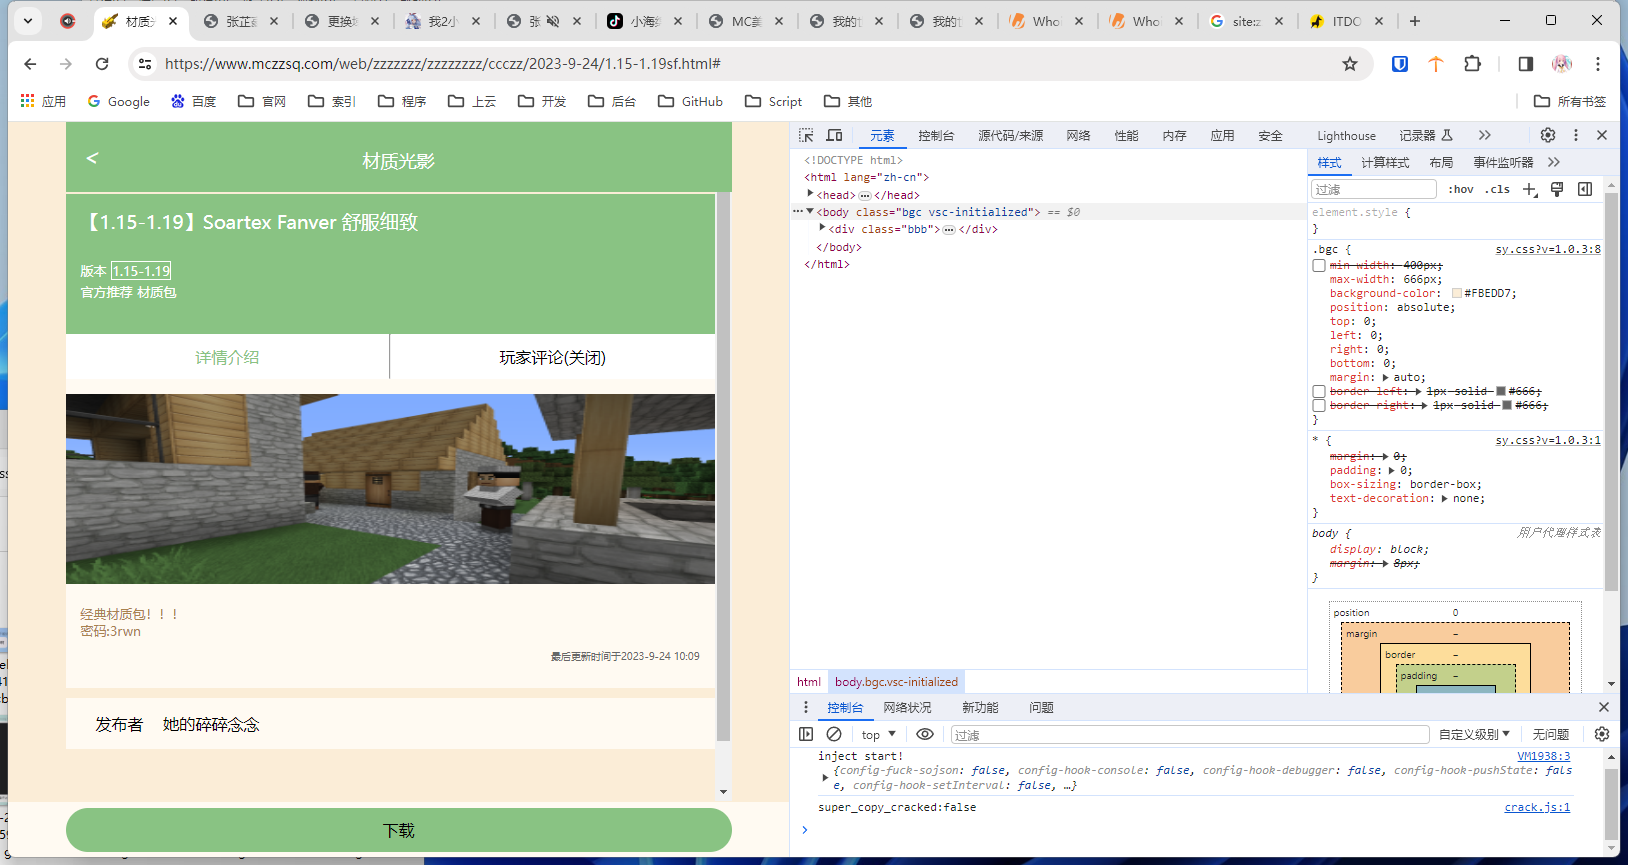 材质光
张芷
更换
我2小
张
小海
MC美
我的
我的
Who
Who
site:z
ITDO
https://www.mczzsq.com/web/zzzzzzz/zzzzzzzz/ccczz/2023-9-24/1.15-1.19sf.html#
应用 Google 百度 官网 索引 程序 上云 开发 后台 GitHub Script 其他 所有书签
< 材质光影
【1.15-1.19】Soartex Fanver 舒服细致
版本 1.15-1.19
官方推荐 材质包
详情介绍 玩家评论(关闭)
经典材质包！！！
密码:3rwn
最后更新时间于2023-9-24 10:09
发布者 她的碎碎念念
下载
元素 控制台 源代码/来源 网络 性能 内存 应用 安全 Lighthouse 记录器
<!DOCTYPE html>
<html lang="zh-cn">
<head>…</head>
<body class="bgc vsc-initialized"> == $0
<div class="bbb">…</div>
</body>
</html>
html body.bgc.vsc-initialized
样式 计算样式 布局 事件监听器
过滤 :hov .cls
element.style {
}
.bgc { sy.css?v=1.0.3:8
min-width: 400px;
max-width: 666px;
background-color: #FBEDD7;
position: absolute;
top: 0;
left: 0;
right: 0;
bottom: 0;
margin: auto;
border-left: 1px solid #666;
border-right: 1px solid #666;
}
* { sy.css?v=1.0.3:1
margin: 0;
padding: 0;
box-sizing: border-box;
text-decoration: none;
}
body { 用户代理样式表
display: block;
margin: 8px;
}
position 0
margin –
border –
padding –
控制台 网络状况 新功能 问题
top 过滤 自定义级别 无问题
inject start! VM1938:3
{config-fuck-sojson: false, config-hook-console: false, config-hook-debugger: false, config-hook-pushState: fals
e, config-hook-setInterval: false, …}
super_copy_cracked:false crack.js:1